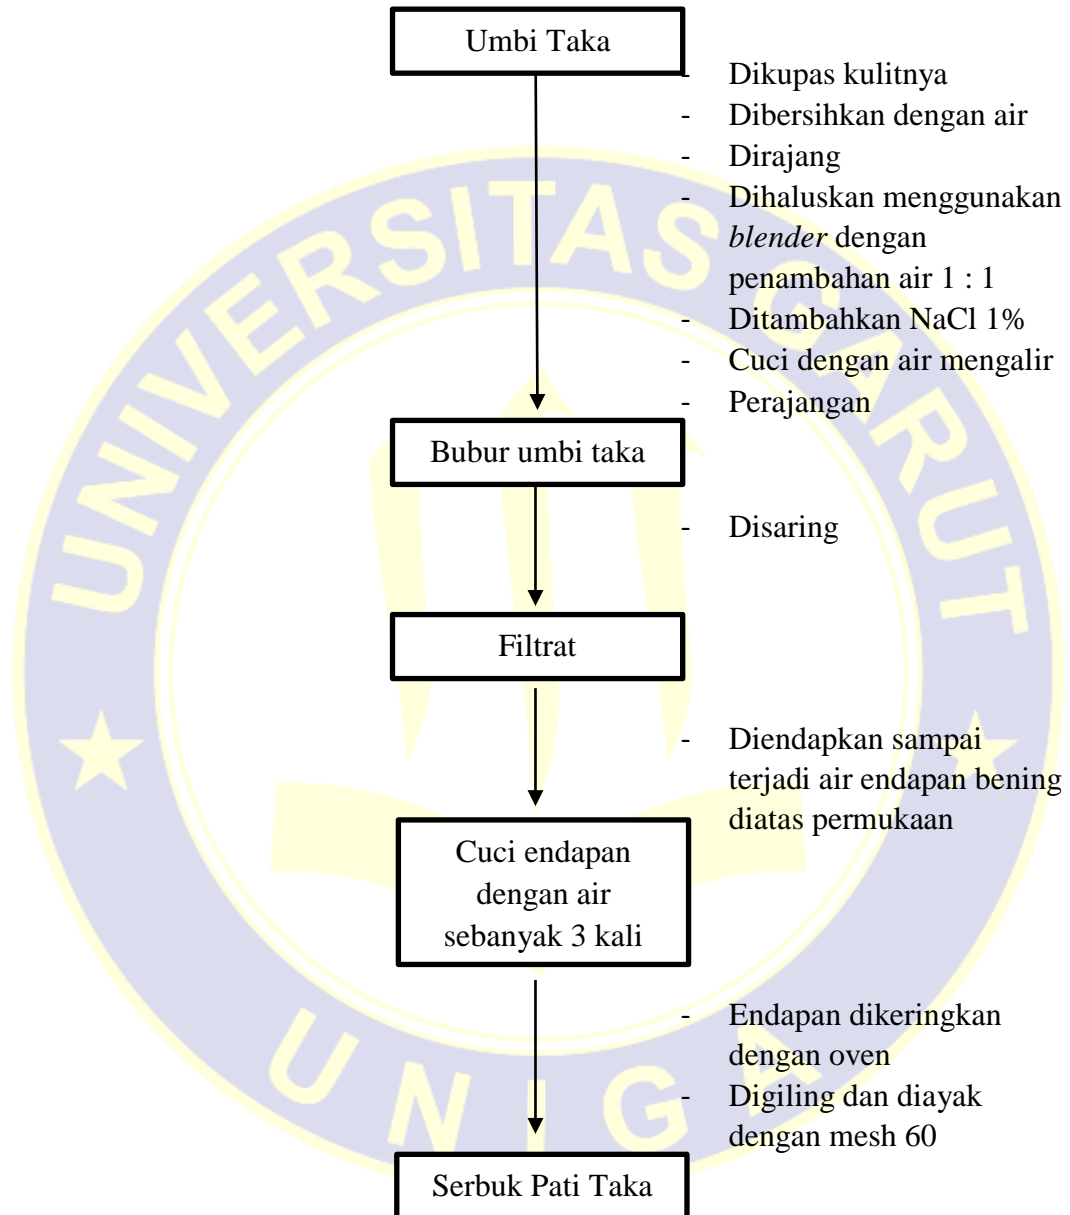 Umbi Taka
- Dikupas kulitnya
- Dibersihkan dengan air
- Dirajang
- Dihaluskan menggunakan
blender dengan
penambahan air 1 : 1
- Ditambahkan NaCl 1%
- Cuci dengan air mengalir
- Perajangan
Bubur umbi taka
- Disaring
Filtrat
- Diendapkan sampai
terjadi air endapan bening
diatas permukaan
Cuci endapan
dengan air
sebanyak 3 kali
- Endapan dikeringkan
dengan oven
- Digiling dan diayak
dengan mesh 60
Serbuk Pati Taka
UNIVERSITAS GARUT
UNIGA